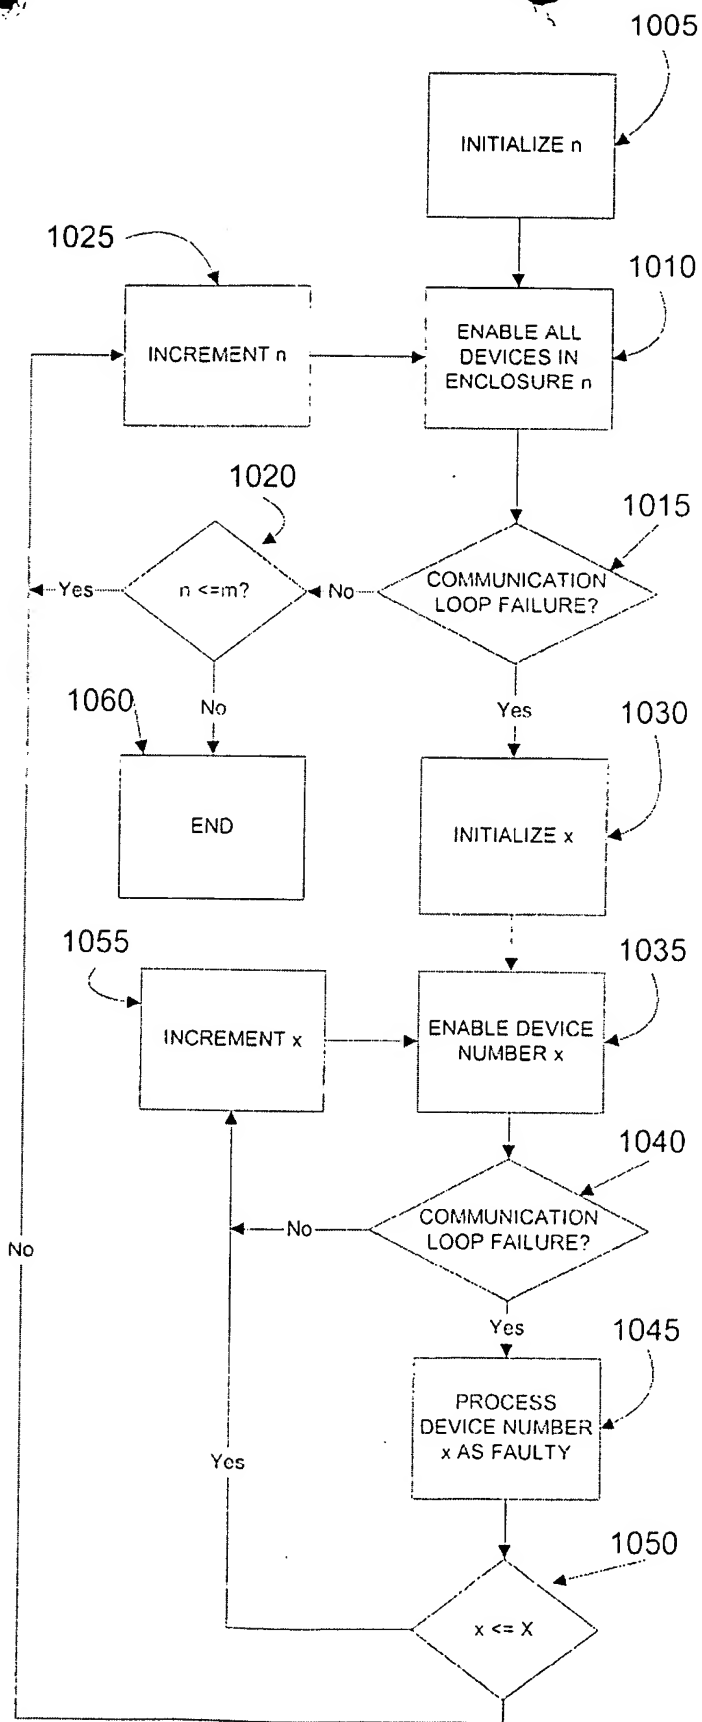 1005
INITIALIZE n
1025
1010
INCREMENT n
ENABLE ALL
DEVICES IN
ENCLOSURE n
1020
1015
Yes
n <=m?
No
COMMUNICATION
LOOP FAILURE?
1060
No
Yes
1030
END
INITIALIZE x
1055
1035
INCREMENT x
ENABLE DEVICE
NUMBER x
1040
No
COMMUNICATION
LOOP FAILURE?
No
Yes
1045
PROCESS
DEVICE NUMBER
x AS FAULTY
Yes
1050
x <= X